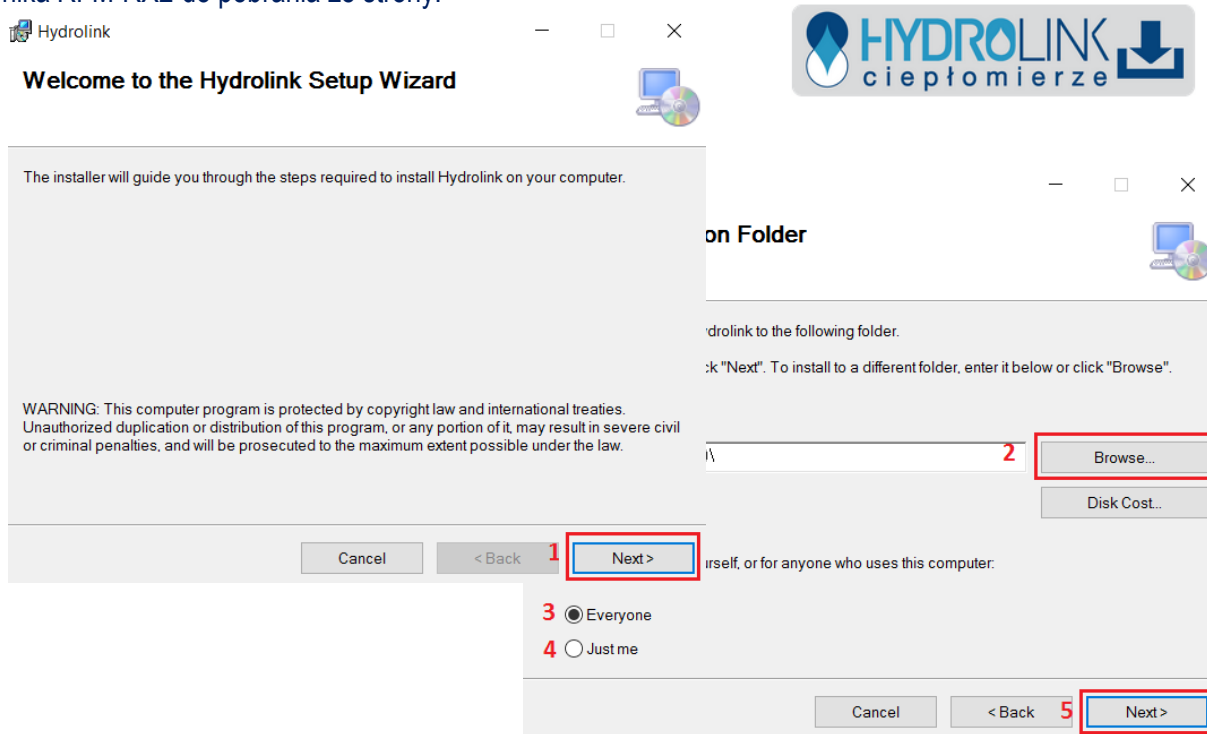 do pobrania ze strony:
Hydrolink
Welcome to the Hydrolink Setup Wizard
The installer will guide you through the steps required to install Hydrolink on your computer.
WARNING: This computer program is protected by copyright law and international treaties.
Unauthorized duplication or distribution of this program, or any portion of it, may result in severe civil
or criminal penalties, and will be prosecuted to the maximum extent possible under the law.
Cancel
< Back
1
Next >
HYDROLINK
ciepłomierze
on Folder
drolink to the following folder.
"Next". To install to a different folder, enter it below or click "Browse".
\
2
Browse...
Disk Cost...
or for anyone who uses this computer:
3
Everyone
4
Just me
Cancel
< Back
5
Next >